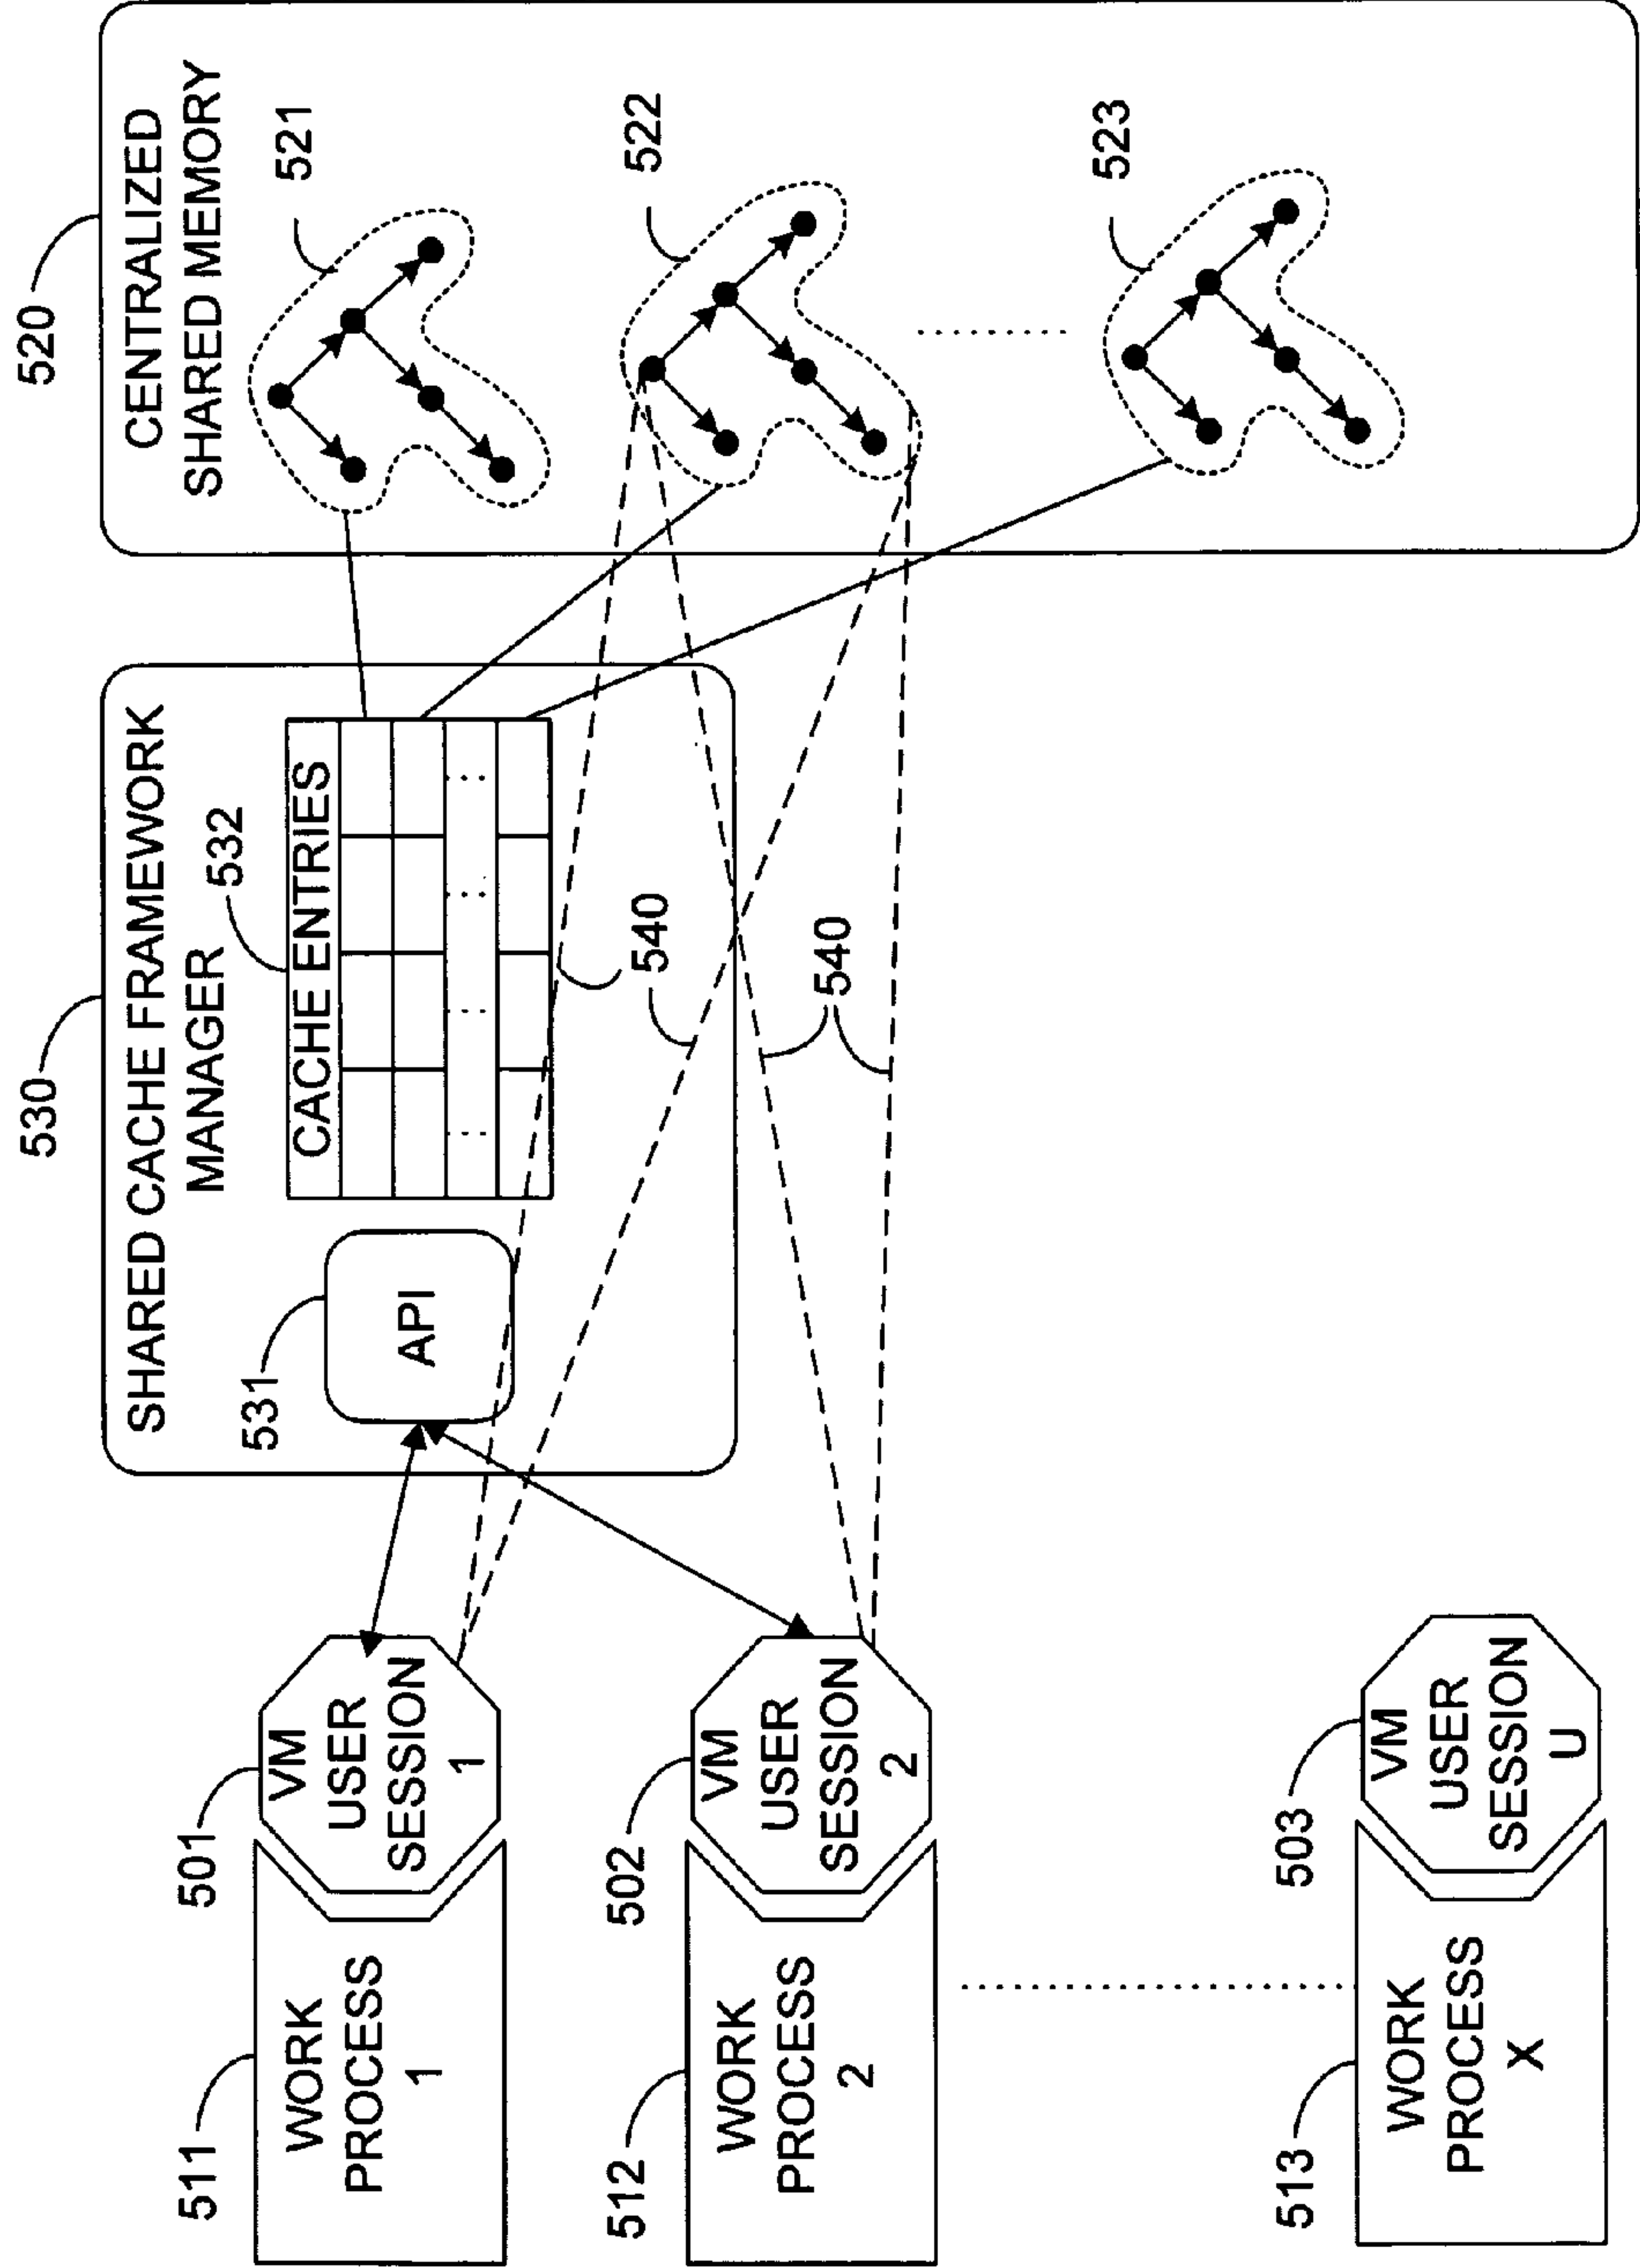 530
SHARED CACHE FRAMEWORK
MANAGER
531
API
532
CACHE ENTRIES
540
540
520
CENTRALIZED
SHARED MEMORY
521
522
523
511
WORK
PROCESS
1
501
VM
USER
SESSION
1
512
WORK
PROCESS
2
502
VM
USER
SESSION
2
513
WORK
PROCESS
X
503
VM
USER
SESSION
U